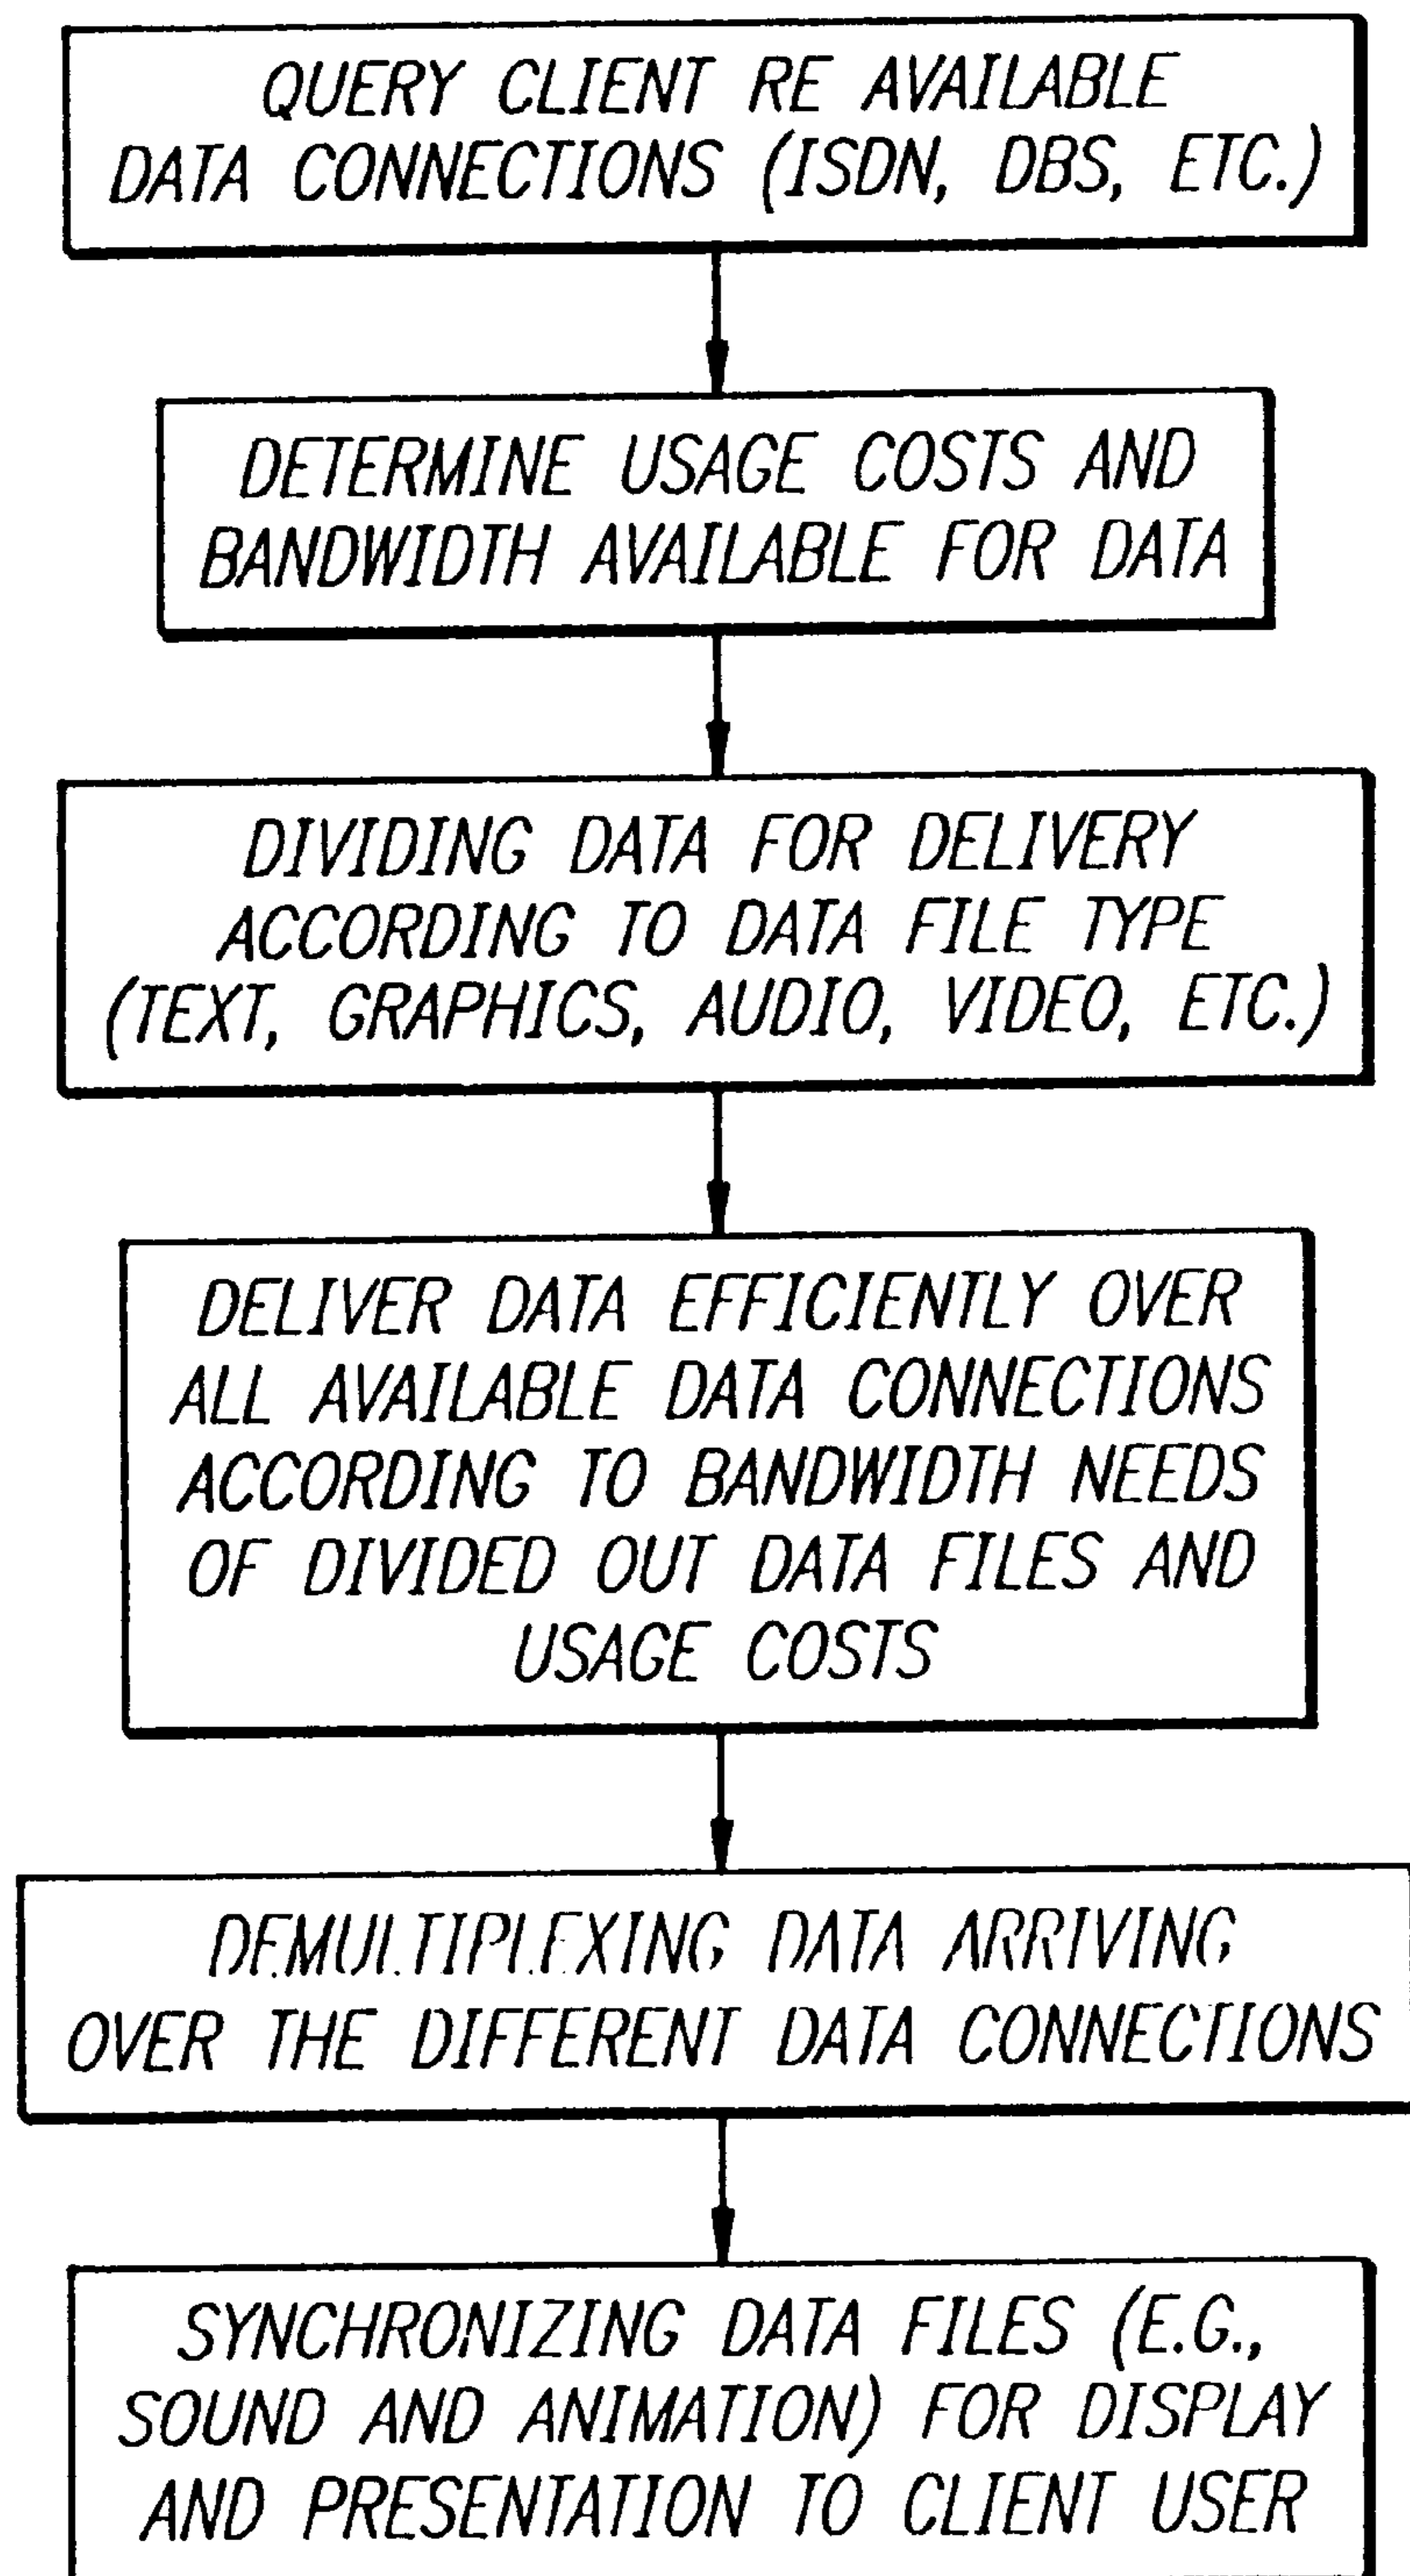 QUERY CLIENT RE AVAILABLE
DATA CONNECTIONS (ISDN, DBS, ETC.)
DETERMINE USAGE COSTS AND
BANDWIDTH AVAILABLE FOR DATA
DIVIDING DATA FOR DELIVERY
ACCORDING TO DATA FILE TYPE
(TEXT, GRAPHICS, AUDIO, VIDEO, ETC.)
DELIVER DATA EFFICIENTLY OVER
ALL AVAILABLE DATA CONNECTIONS
ACCORDING TO BANDWIDTH NEEDS
OF DIVIDED OUT DATA FILES AND
USAGE COSTS
DEMULTIPLEXING DATA ARRIVING
OVER THE DIFFERENT DATA CONNECTIONS
SYNCHRONIZING DATA FILES (E.G.,
SOUND AND ANIMATION) FOR DISPLAY
AND PRESENTATION TO CLIENT USER